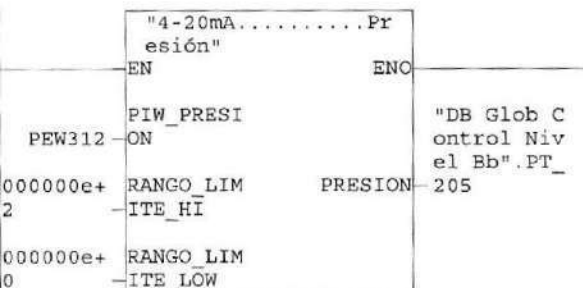 "4-20mA..........Pr
esión"
EN ENO
PIW_PRESI
PEW312 ON
"DB Glob C
ontrol Niv
el Bb".PT_
205
000000e+ RANGO_LIM PRESION
2 ITE_HI
000000e+ RANGO_LIM
0 ITE_LOW